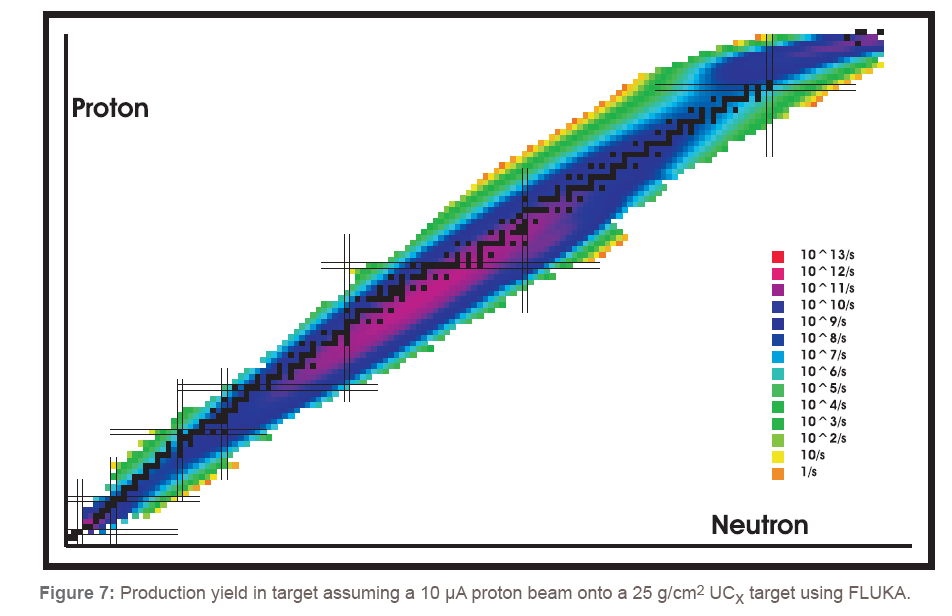 Proton
10^13/s
10^12/s
10^11/s
10^10/s
10^9/s
10^8/s
10^7/s
10^6/s
10^5/s
10^4/s
10^3/s
10^2/s
10/s
1/s
Neutron
Figure 7: Production yield in target assuming a 10 µA proton beam onto a 25 g/cm2 UCX target using FLUKA.